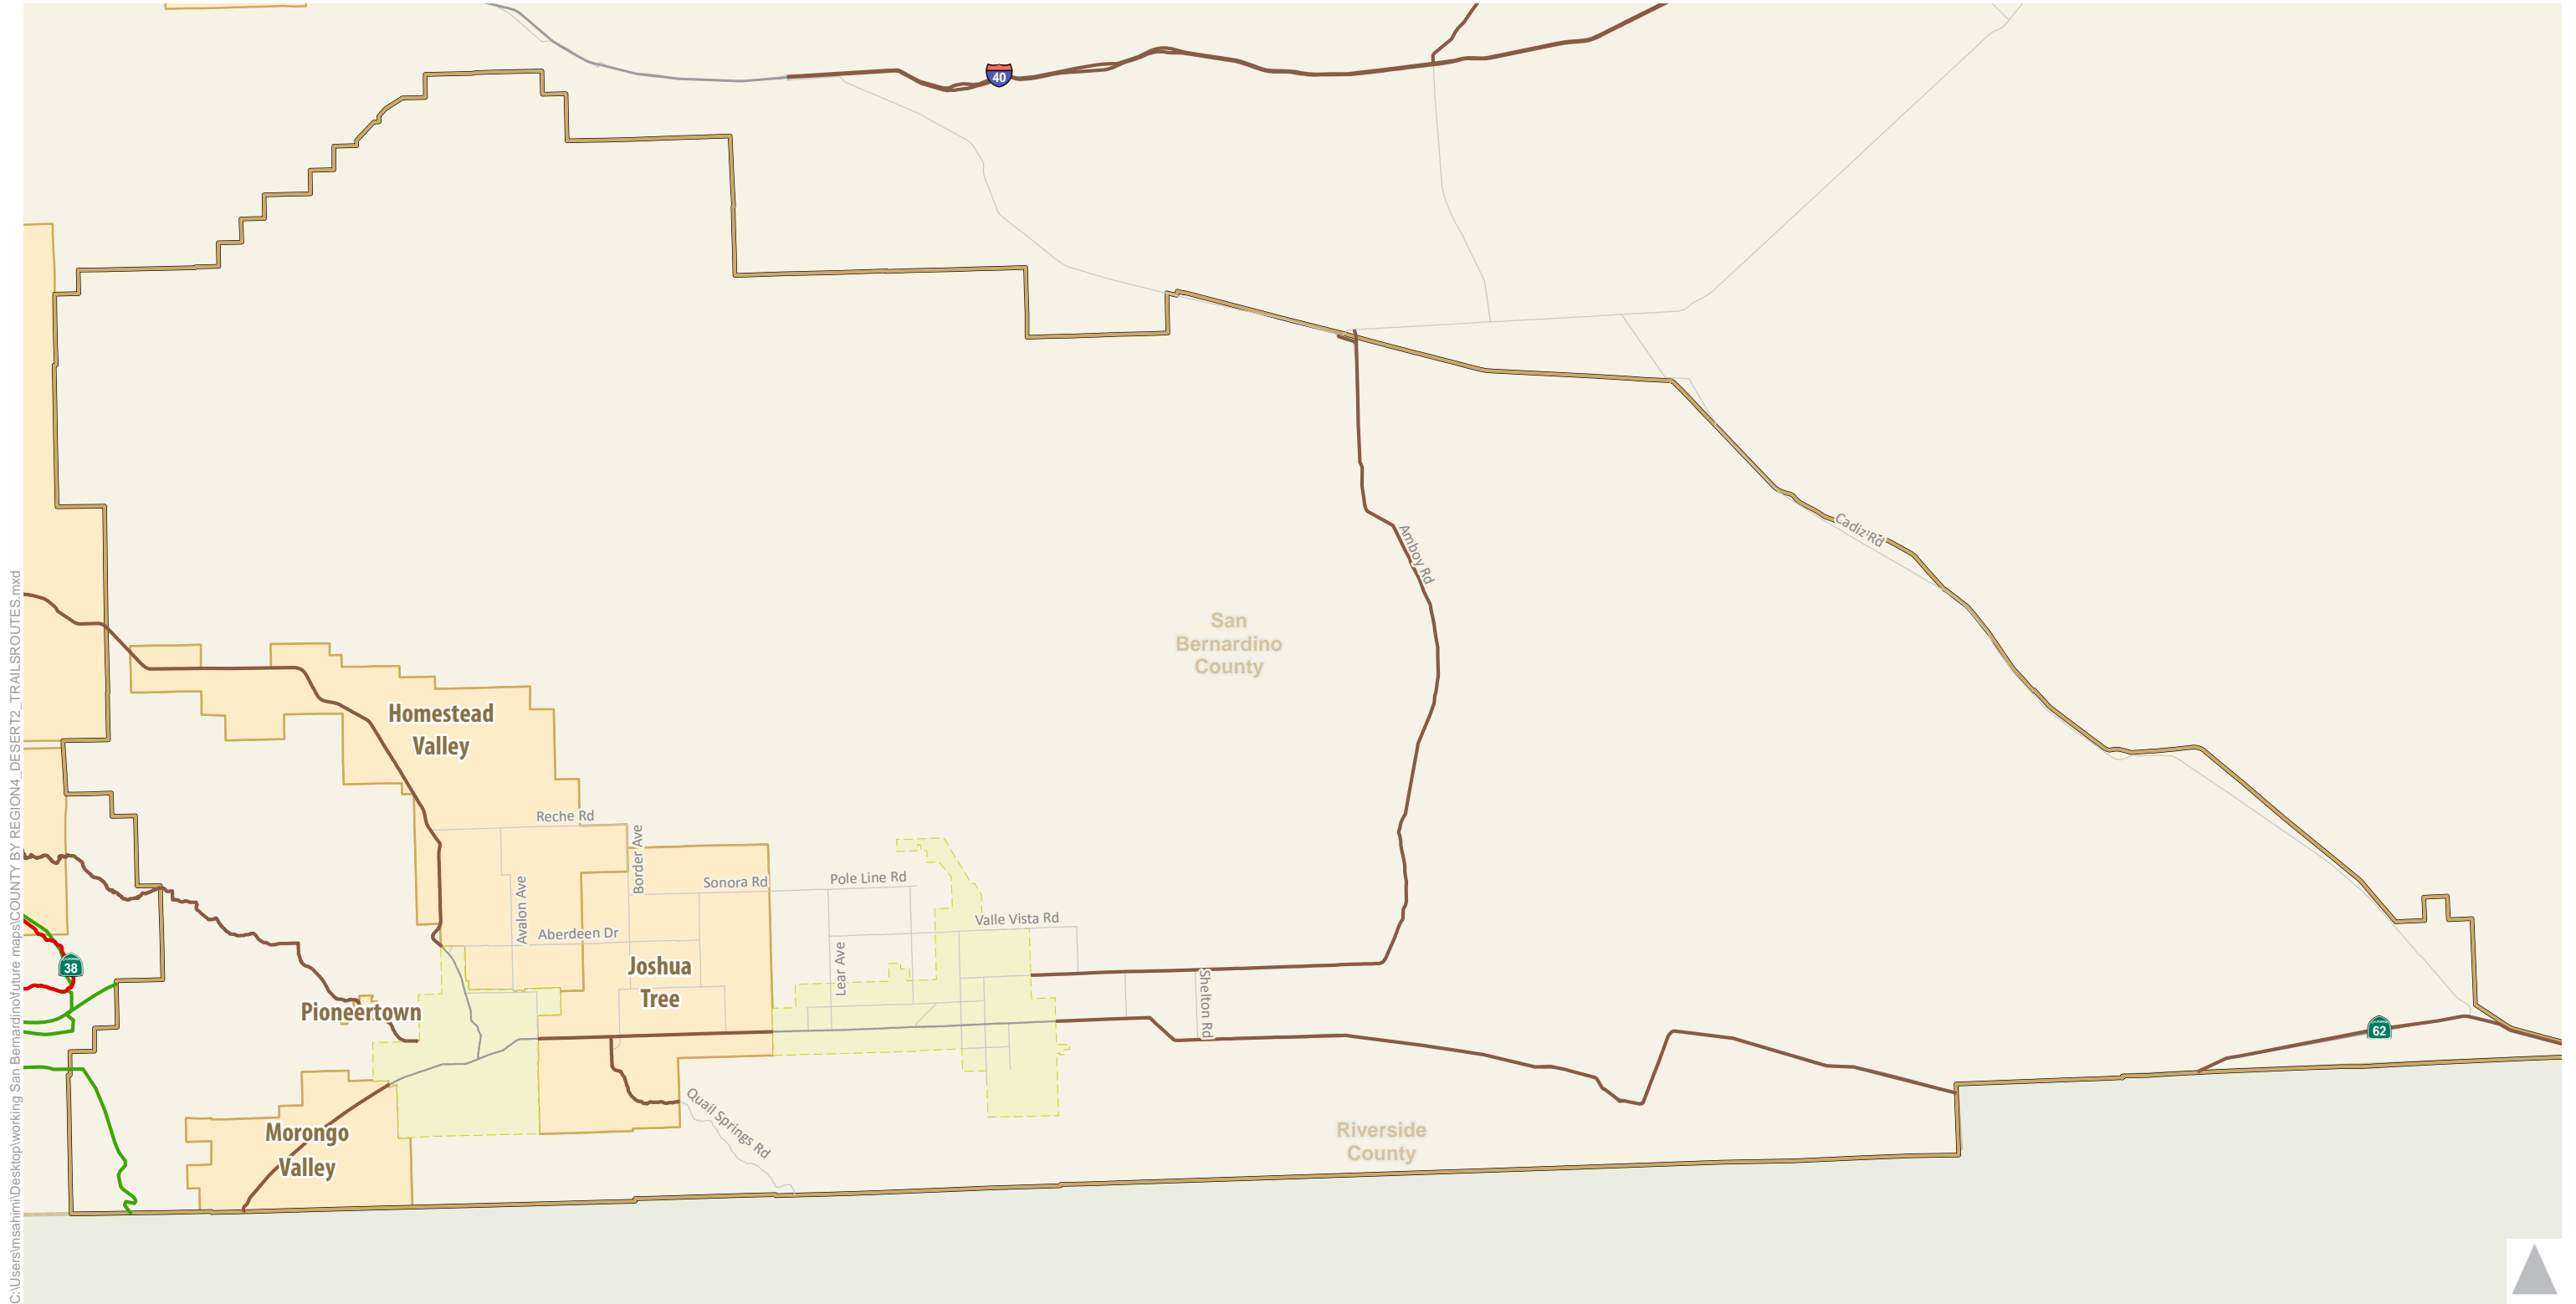 40
Cadiz Rd
Amboy Rd
San
Bernardino
County
Homestead
Valley
Reche Rd
Border Ave
Avalon Ave
Sonora Rd
Pole Line Rd
Valle Vista Rd
Aberdeen Dr
Lear Ave
Joshua
Tree
38
Shelton Rd
Pioneertown
62
Quail Springs Rd
Morongo
Valley
Riverside
County
C:\Users\msahimi\Desktop\working San Bernardino\future maps\COUNTY BY REGION4_DESERT2_TRAILSROUTES.mxd